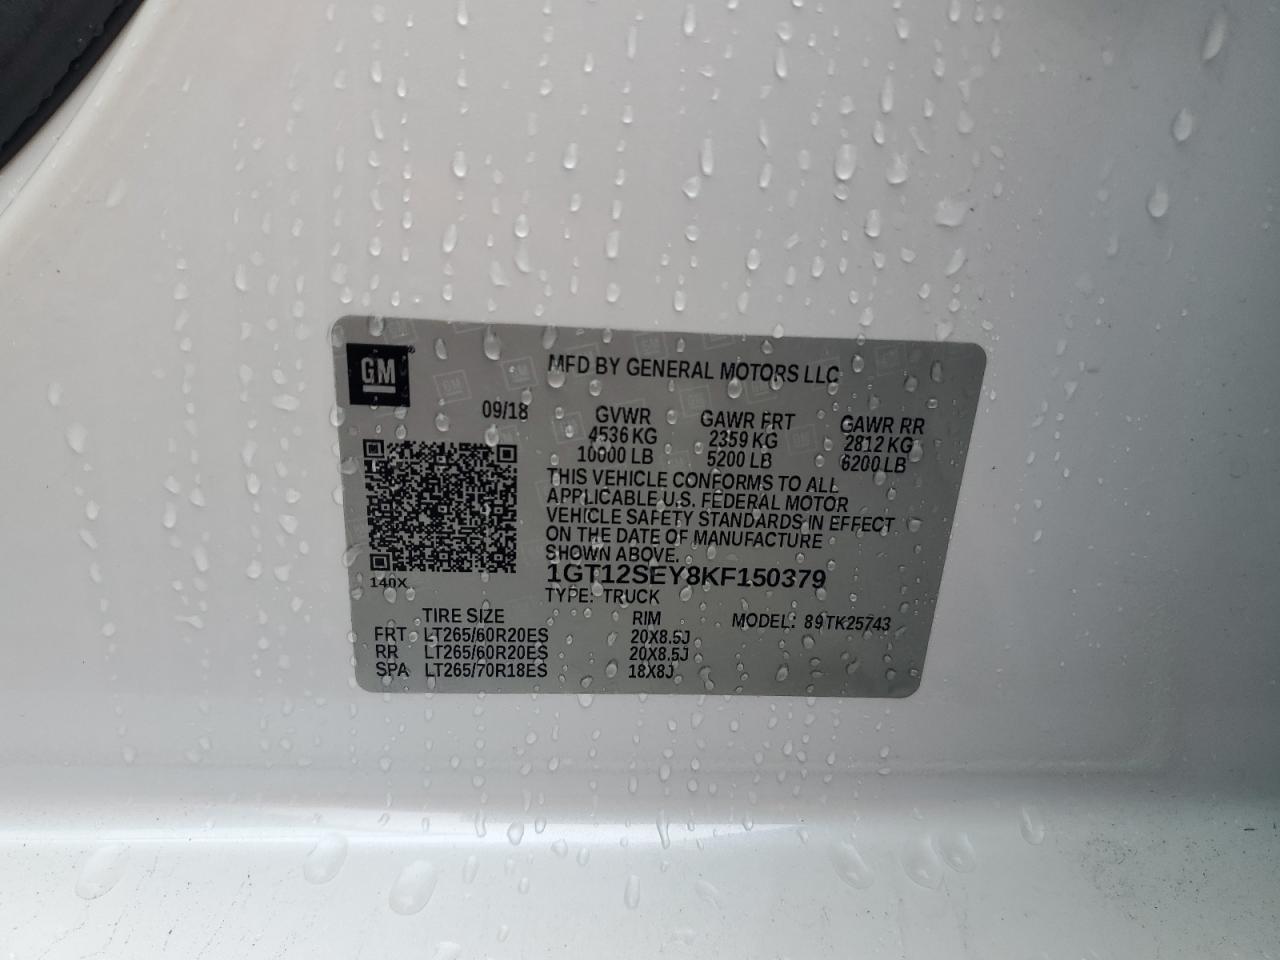 GM
MFD BY GENERAL MOTORS LLC
09/18 GVWR GAWR FRT GAWR RR
4536 KG 2359 KG 2812 KG
10000 LB 5200 LB 6200 LB
THIS VEHICLE CONFORMS TO ALL
APPLICABLE U.S. FEDERAL MOTOR
VEHICLE SAFETY STANDARDS IN EFFECT
ON THE DATE OF MANUFACTURE
SHOWN ABOVE.
140X
1GT12SEY8KF150379
TYPE: TRUCK
TIRE SIZE RIM MODEL: 89TK25743
FRT LT265/60R20ES 20X8.5J
RR LT265/60R20ES 20X8.5J
SPA LT265/70R18ES 18X8J